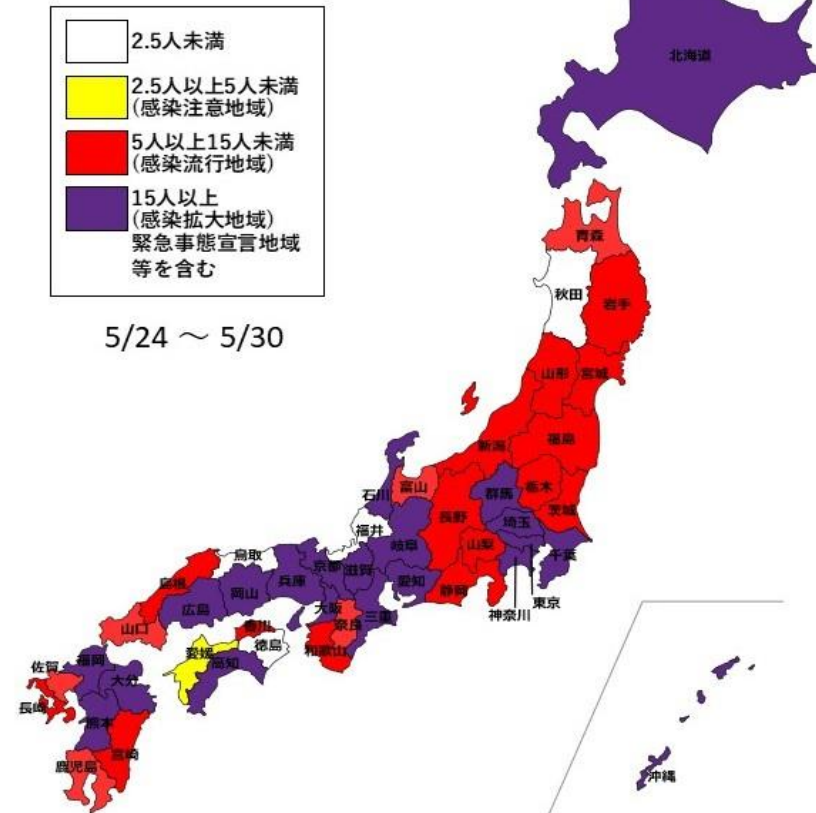 2.5人未満
2.5人以上5人未満
(感染注意地域)
5人以上15人未満
(感染流行地域)
15人以上
(感染拡大地域)
緊急事態宣言地域
等を含む
5/24 ～ 5/30
北海道
青森
秋田
岩手
山形
宮城
新潟
福島
石川
富山
群馬
栃木
茨城
長野
埼玉
福井
岐阜
山梨
千葉
鳥取
京都
滋賀
愛知
静岡
東京
神奈川
島根
岡山
兵庫
広島
大阪
三重
奈良
山口
香川
徳島
和歌山
愛媛
高知
佐賀
福岡
大分
長崎
熊本
宮崎
鹿児島
沖縄